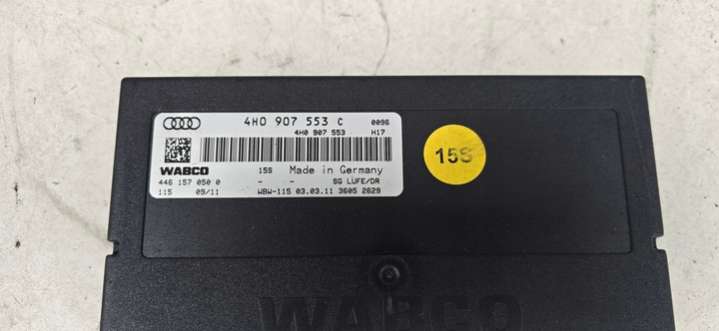 4H0 907 553 C 0096
4H0 907 553 H17
WABCO 15S Made in Germany
446 157 050 0 - - SG LUFE/DR
115 09/11 WBW-115 03.03.11 3605 2629
15S
WABCO